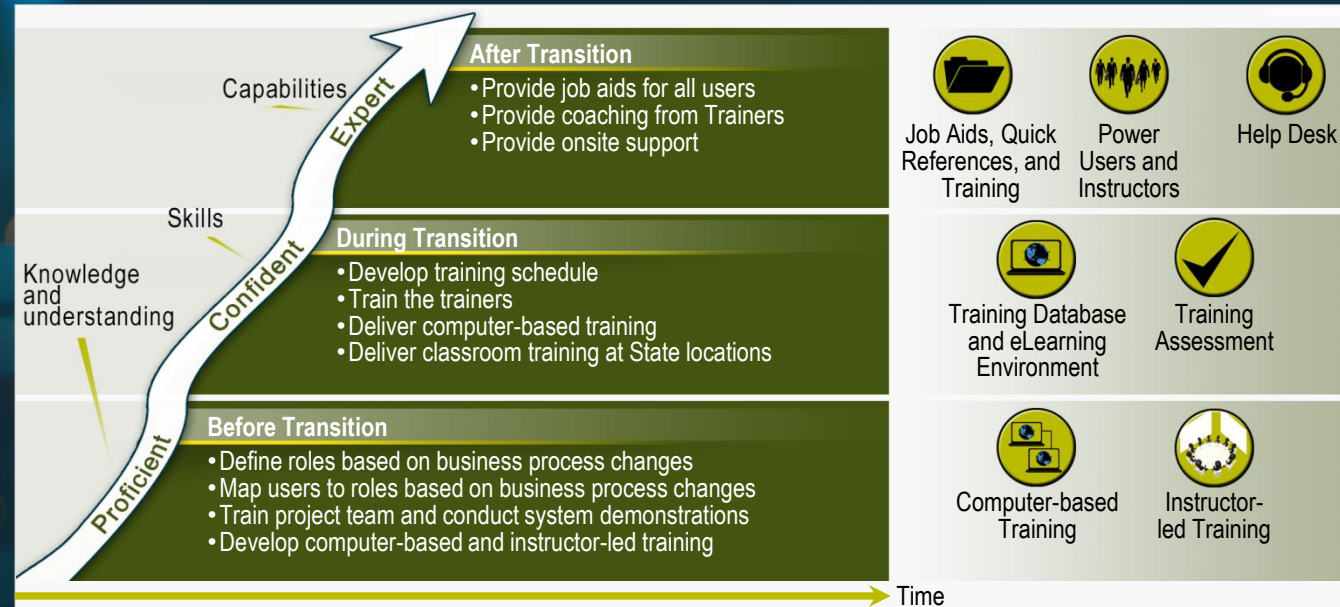 After Transition
• Provide job aids for all users
• Provide coaching from Trainers
• Provide onsite support
Capabilities
Expert
Job Aids, Quick
References, and
Training
Power
Users and
Instructors
Help Desk
Skills
Confident
During Transition
• Develop training schedule
• Train the trainers
• Deliver computer-based training
• Deliver classroom training at State locations
Training Database
and eLearning
Environment
Training
Assessment
Knowledge
and
understanding
Proficient
Before Transition
• Define roles based on business process changes
• Map users to roles based on business process changes
• Train project team and conduct system demonstrations
• Develop computer-based and instructor-led training
Computer-based
Training
Instructor-
led Training
Time